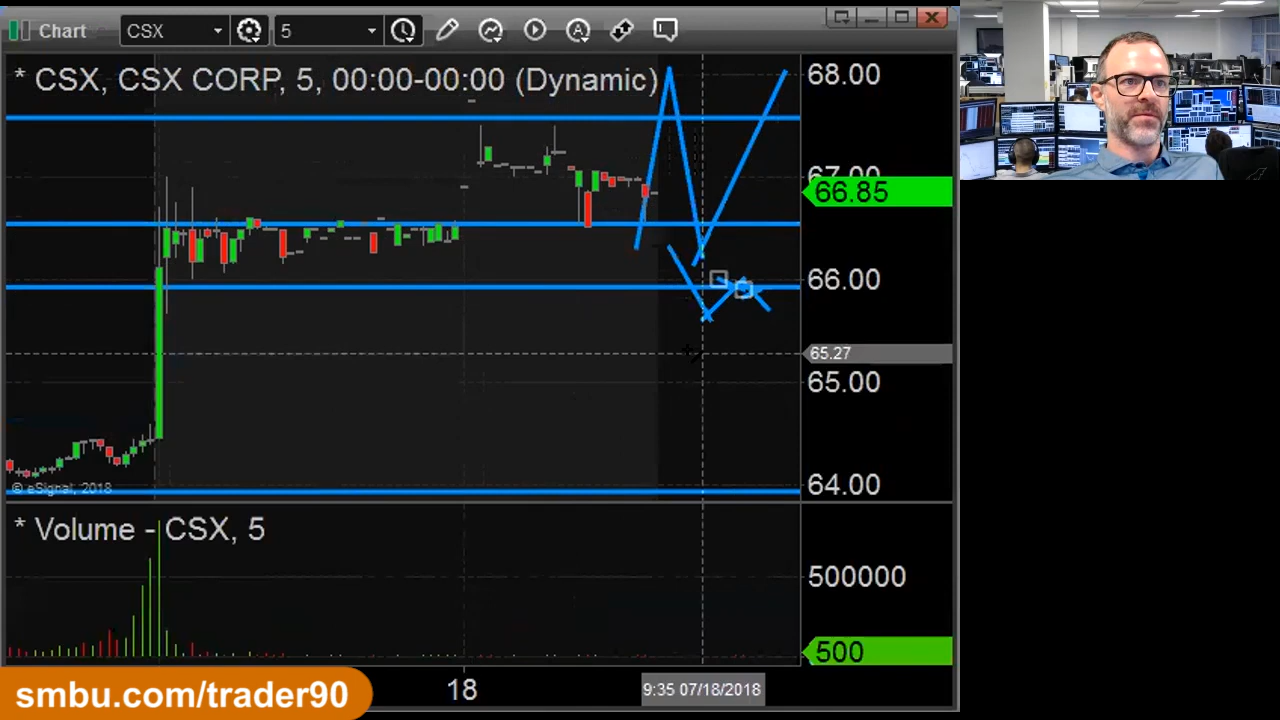 Chart
CSX
5
A
* CSX, CSX CORP, 5, 00:00-00:00 (Dynamic)
68.00
67.00
66.85
66.00
65.27
65.00
64.00
© eSignal, 2018
* Volume - CSX, 5
500000
500
18
9:35 07/18/2018
smbu.com/trader90